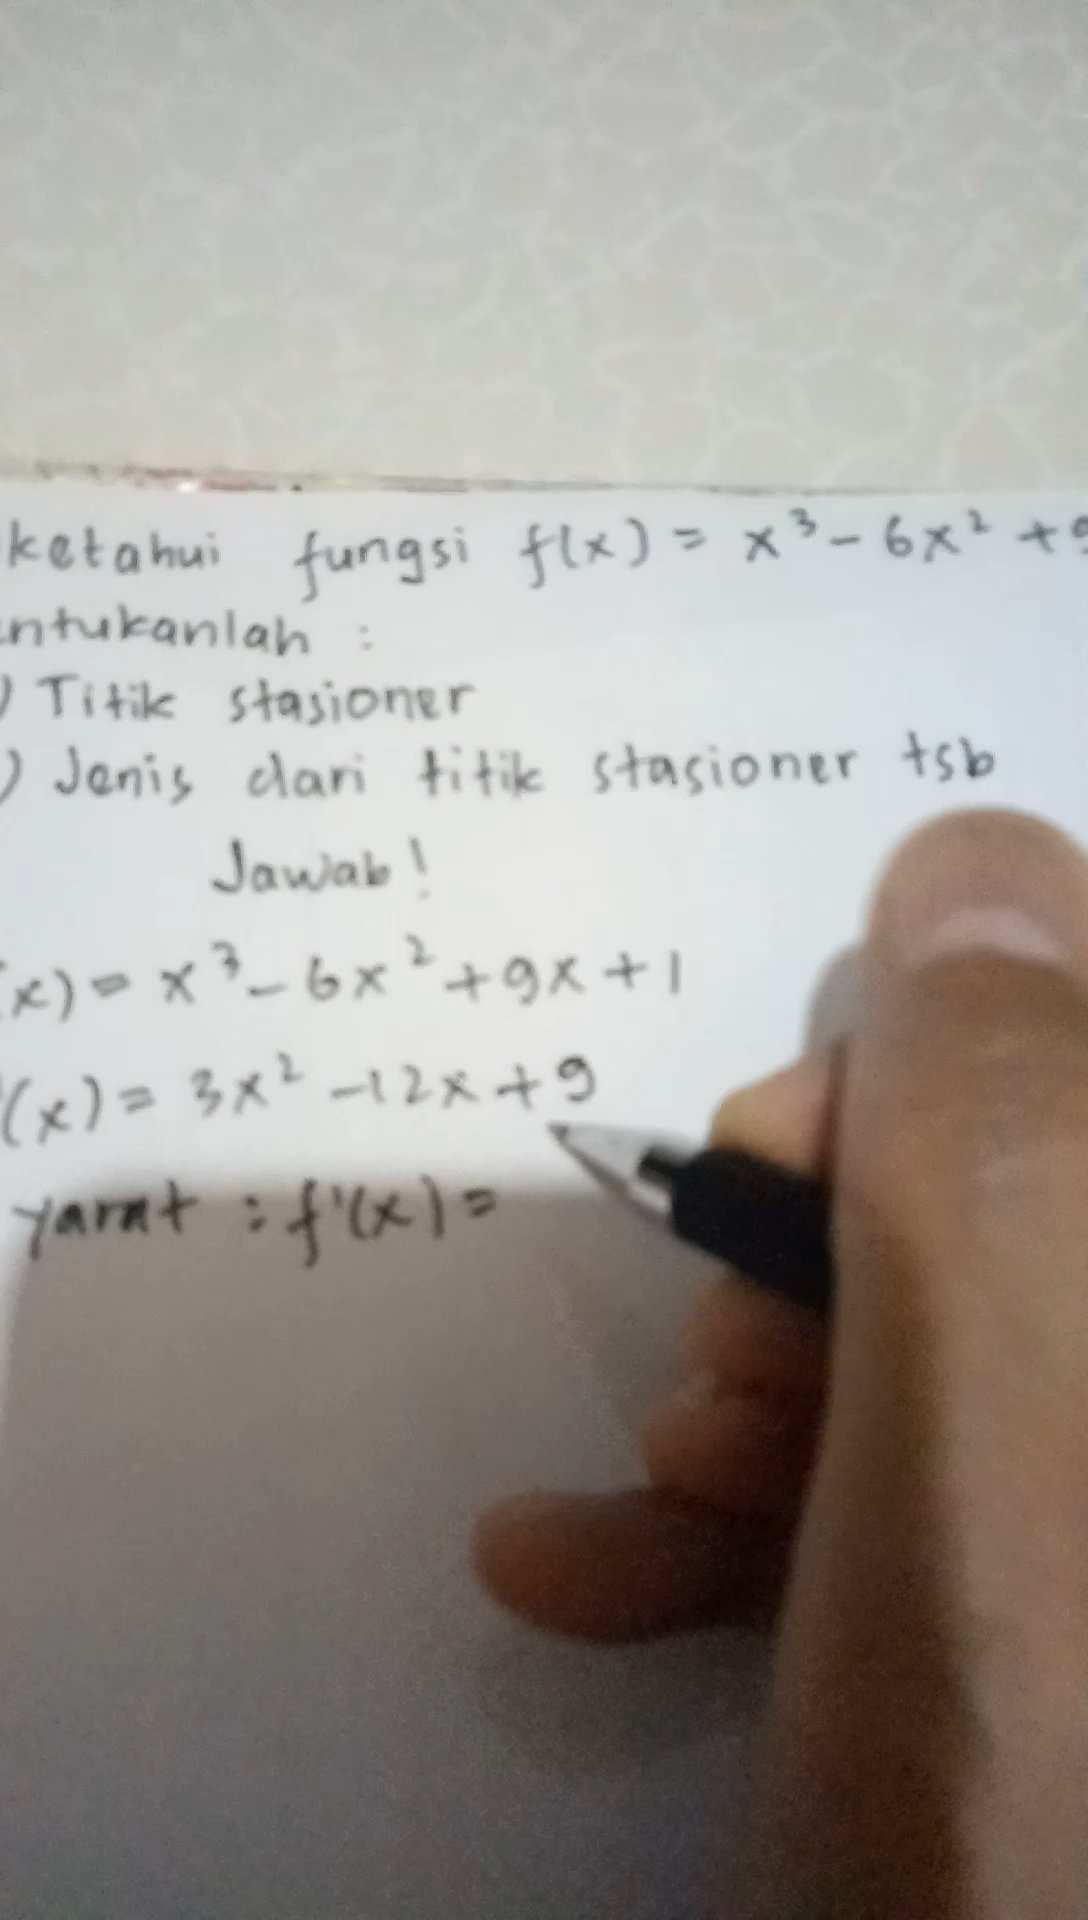 ketahui fungsi f(x) = x³ - 6x² + 9
ntukanlah :
) Titik stasioner
) Jenis dari titik stasioner tsb
Jawab !
(x) = x³ - 6x² + 9x + 1
'(x) = 3x² - 12x + 9
yarat : f'(x) =